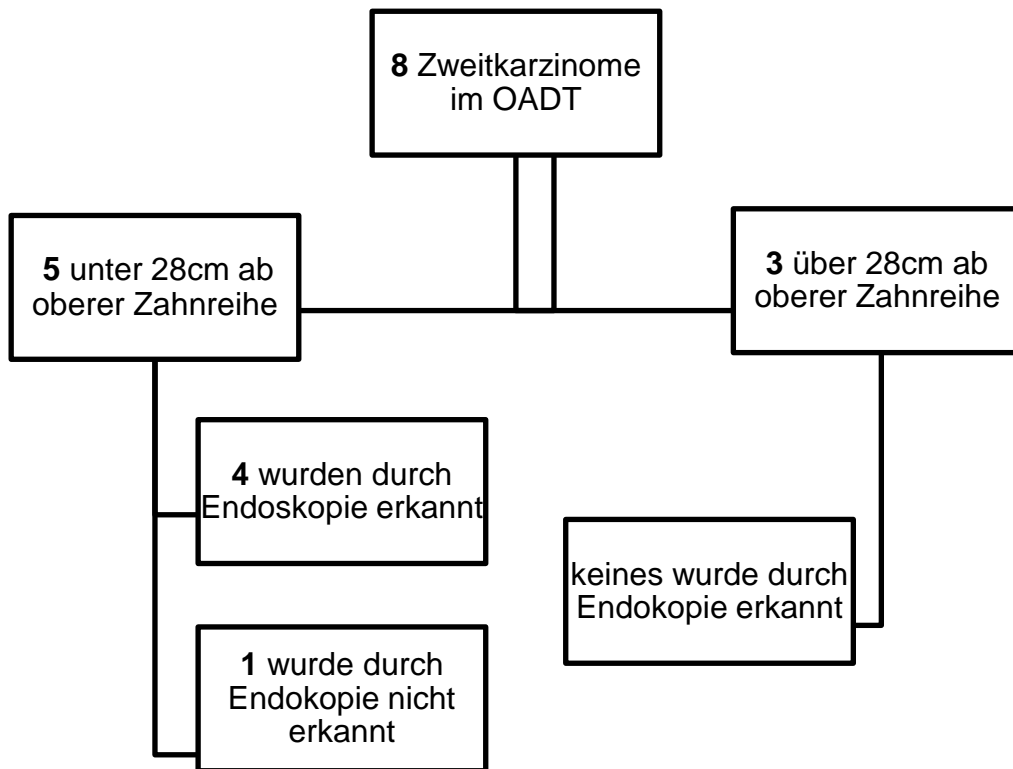 8 Zweitkarzinome
im OADT
5 unter 28cm ab
oberer Zahnreihe
3 über 28cm ab
oberer Zahnreihe
4 wurden durch
Endoskopie erkannt
keines wurde durch
Endokopie erkannt
1 wurde durch
Endokopie nicht
erkannt